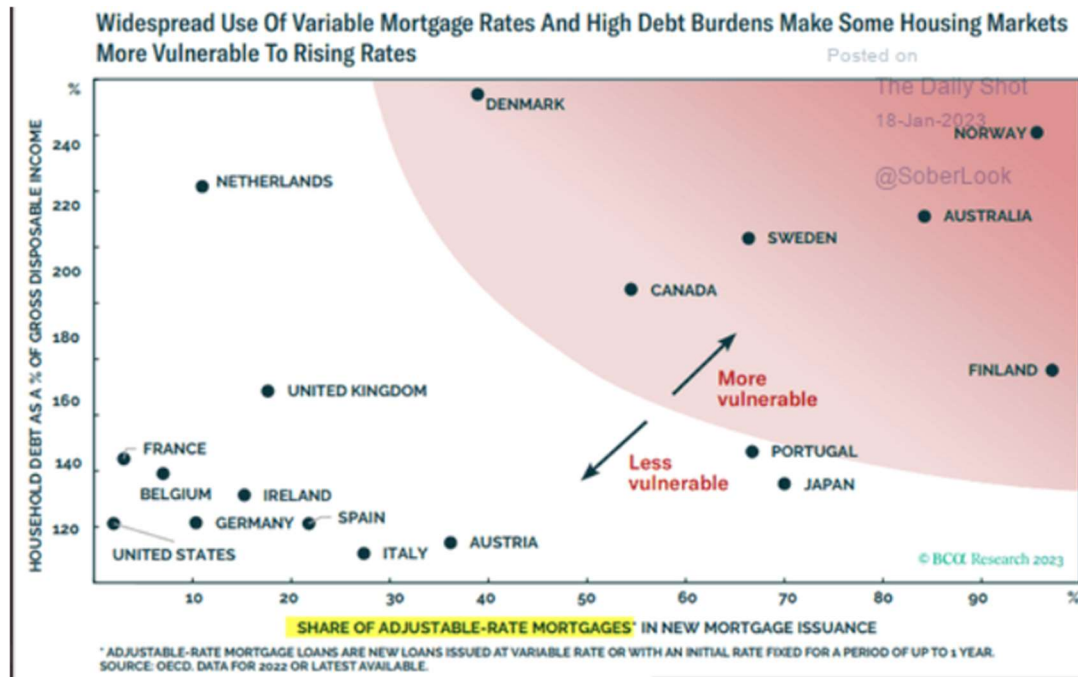 Widespread Use Of Variable Mortgage Rates And High Debt Burdens Make Some Housing Markets
More Vulnerable To Rising Rates
Posted on
The Daily Shot
18-Jan-2023
@SoberLook
%
HOUSEHOLD DEBT AS A % OF GROSS DISPOSABLE INCOME
240
220
200
180
160
140
120
DENMARK
NORWAY
NETHERLANDS
AUSTRALIA
SWEDEN
CANADA
FINLAND
More
vulnerable
UNITED KINGDOM
Less
vulnerable
FRANCE
PORTUGAL
BELGIUM
IRELAND
JAPAN
GERMANY
SPAIN
UNITED STATES
ITALY
AUSTRIA
© BCA Research 2023
10 20 30 40 50 60 70 80 90 %
SHARE OF ADJUSTABLE-RATE MORTGAGES* IN NEW MORTGAGE ISSUANCE
* ADJUSTABLE-RATE MORTGAGE LOANS ARE NEW LOANS ISSUED AT VARIABLE RATE OR WITH AN INITIAL RATE FIXED FOR A PERIOD OF UP TO 1 YEAR.
SOURCE: OECD. DATA FOR 2022 OR LATEST AVAILABLE.